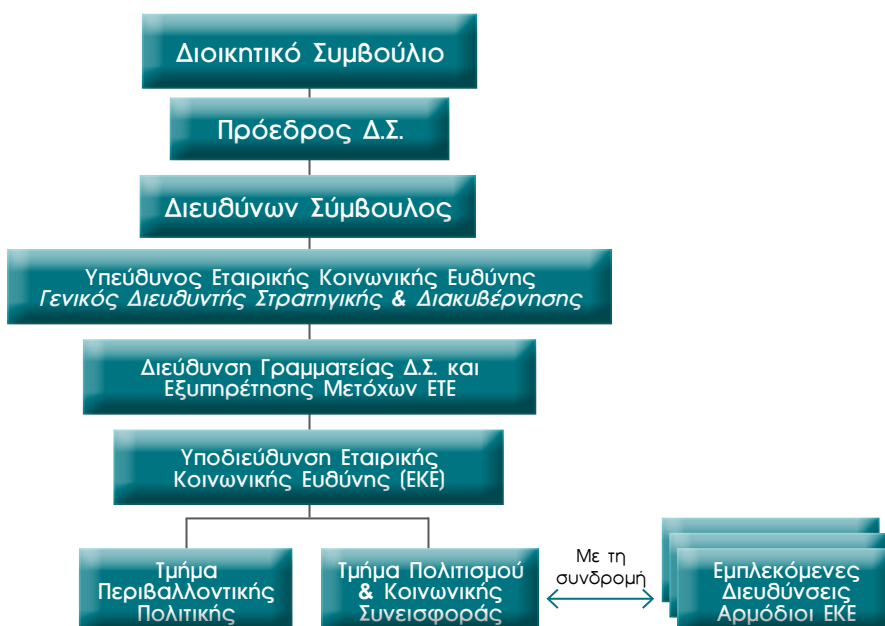 Διοικητικό Συμβούλιο
Πρόεδρος Δ.Σ.
Διευθύνων Σύμβουλος
Υπεύθυνος Εταιρικής Κοινωνικής Ευθύνης
Γενικός Διευθυντής Στρατηγικής & Διακυβέρνησης
Διεύθυνση Γραμματείας Δ.Σ. και
Εξυπηρέτησης Μετόχων ΕΤΕ
Υποδιεύθυνση Εταιρικής
Κοινωνικής Ευθύνης (ΕΚΕ)
Τμήμα
Περιβαλλοντικής
Πολιτικής
Τμήμα Πολιτισμού
& Κοινωνικής
Συνεισφοράς
Με τη
συνδρομή
Εμπλεκόμενες
Διευθύνσεις
Αρμόδιοι ΕΚΕ